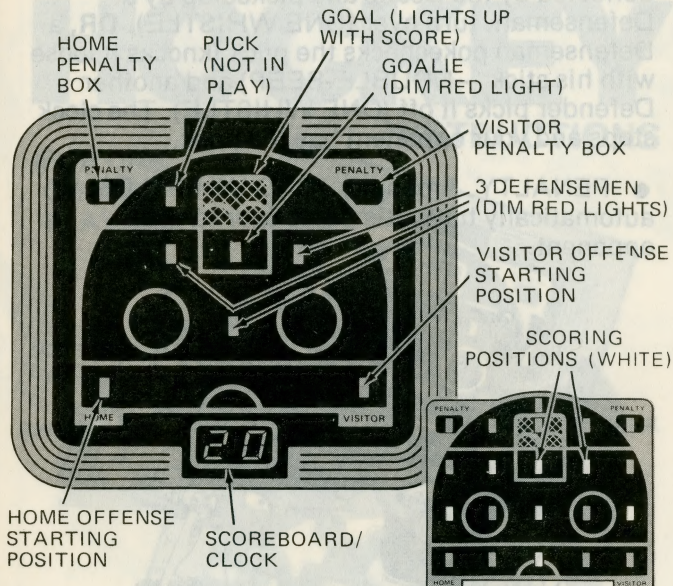 GOAL (LIGHTS UP
WITH SCORE)
HOME
PENALTY
BOX
PUCK
(NOT IN
PLAY)
GOALIE
(DIM RED LIGHT)
VISITOR
PENALTY BOX
3 DEFENSEMEN
(DIM RED LIGHTS)
VISITOR OFFENSE
STARTING
POSITION
SCORING
POSITIONS (WHITE)
PENALTY
PENALTY
HOME
VISITOR
20
HOME OFFENSE
STARTING
POSITION
SCOREBOARD/
CLOCK
PENALTY
PENALTY
HOME
VISITOR